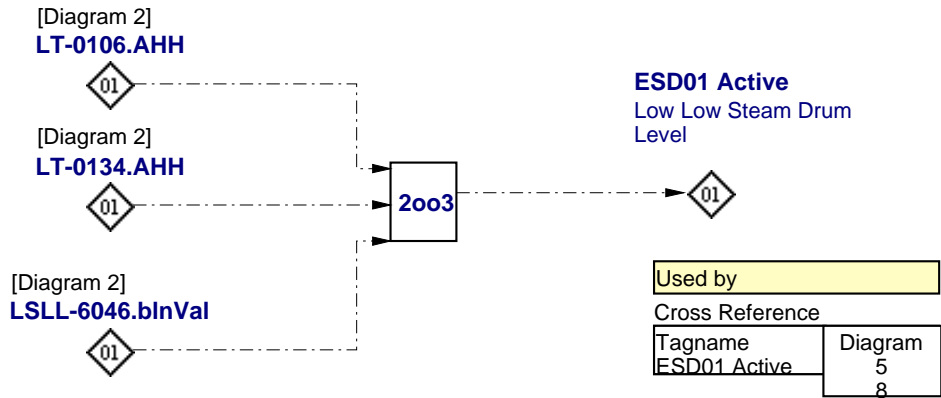 [Diagram 2]
LT-0106.AHH
01
[Diagram 2]
LT-0134.AHH
01
[Diagram 2]
LSLL-6046.bInVal
01
2oo3
ESD01 Active
Low Low Steam Drum
Level
01
Used by
Cross Reference
Tagname Diagram
ESD01 Active 5
8